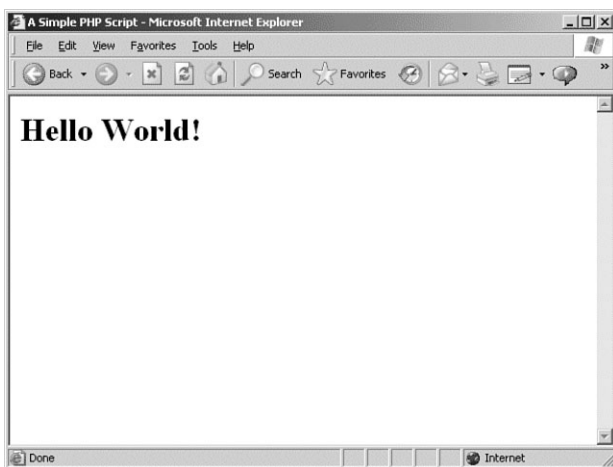 A Simple PHP Script - Microsoft Internet Explorer
File Edit View Favorites Tools Help
Back Search Favorites »
Hello World!
Done Internet